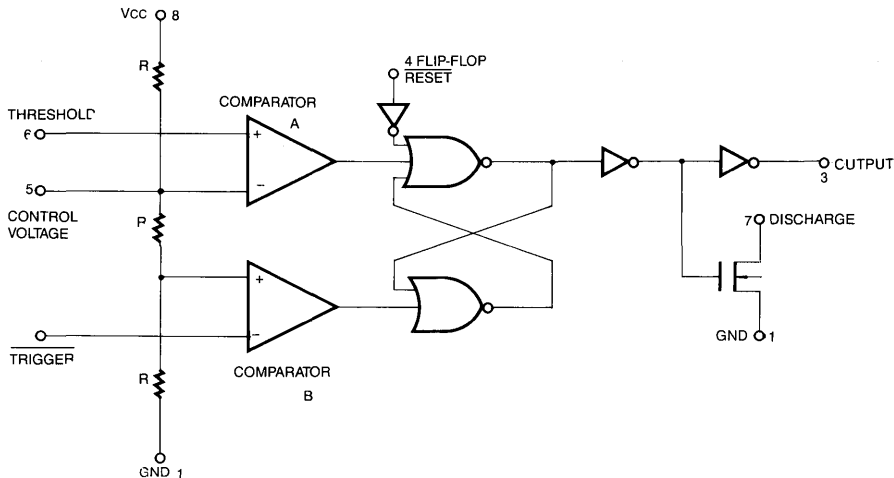 VCC 8
R
THRESHOLD
6
COMPARATOR
A
+
−
5
CONTROL
VOLTAGE
R
4 FLIP-FLOP
RESET
CUTPUT
3
7 DISCHARGE
GND 1
+
−
TRIGGER
COMPARATOR
B
R
GND 1